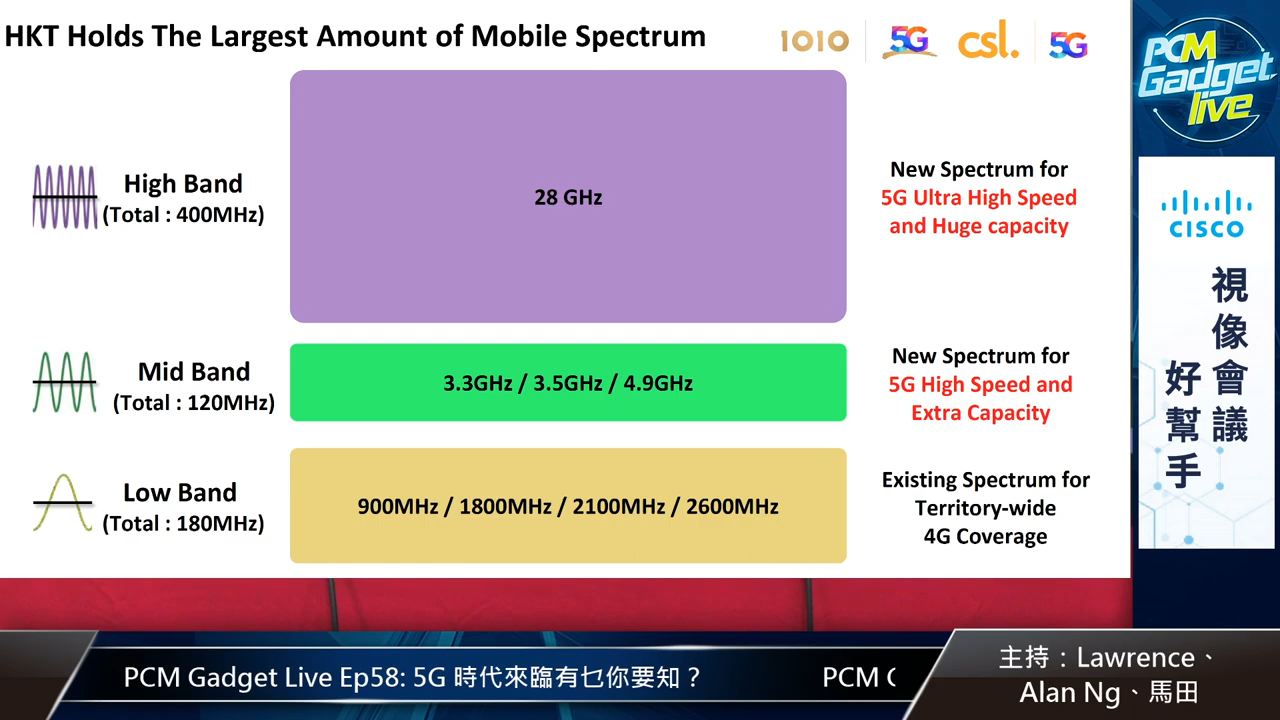 HKT Holds The Largest Amount of Mobile Spectrum
1O1O
5G
csl.
5G
High Band
(Total : 400MHz)
28 GHz
New Spectrum for
5G Ultra High Speed
and Huge capacity
Mid Band
(Total : 120MHz)
3.3GHz / 3.5GHz / 4.9GHz
New Spectrum for
5G High Speed and
Extra Capacity
Low Band
(Total : 180MHz)
900MHz / 1800MHz / 2100MHz / 2600MHz
Existing Spectrum for
Territory-wide
4G Coverage
PCM
Gadget
live
CISCO
視像會議
好幫手
PCM Gadget Live Ep58: 5G 時代來臨有乜你要知？
PCM
主持：Lawrence、
Alan Ng、馬田